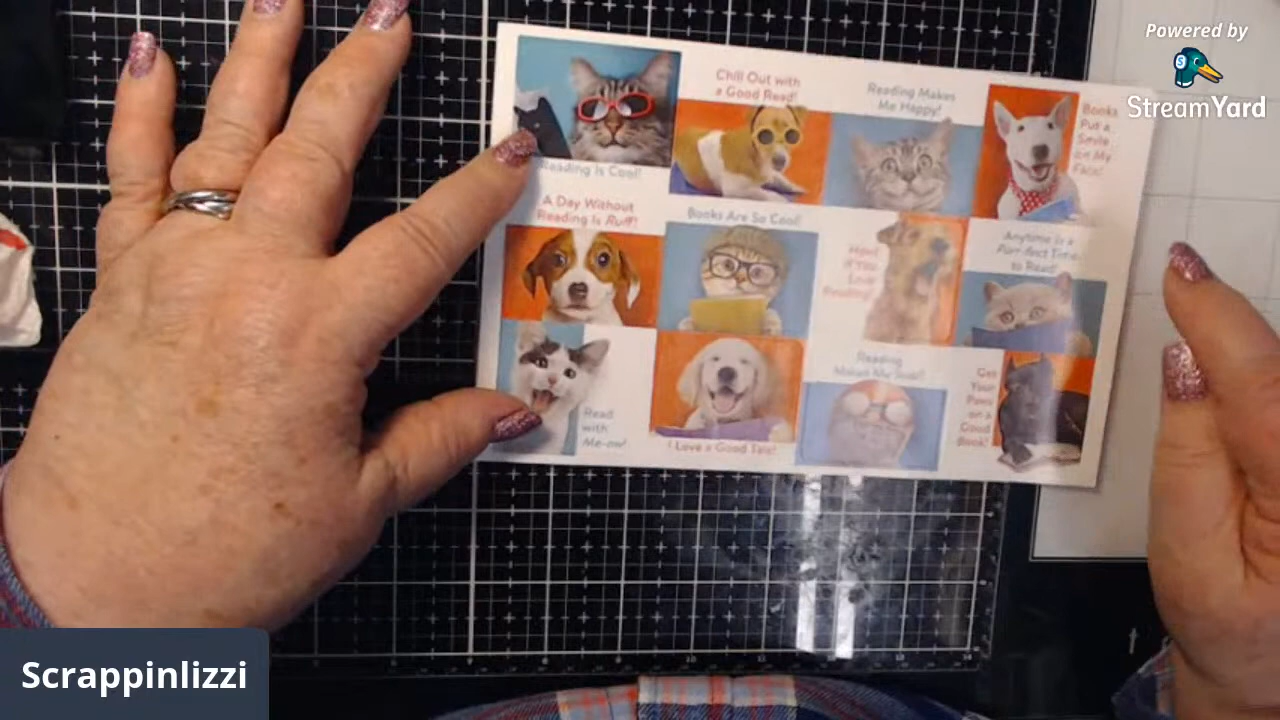 Powered by
StreamYard
Reading Is Cool!
Chill Out with
a Good Read!
Reading Makes
Me Happy!
Books
Put a
Smile
on My
Face!
A Day Without
Reading Is Ruff!
Books Are So Cool!
Howl
If You
Love
Reading!
Anytime Is a
Purr-fect Time
to Read!
Read
with
Me-ow!
I Love a Good Tale!
Reading
Makes Me
Get
Your
Paws
on a
Good
Book!
Scrappinlizzi